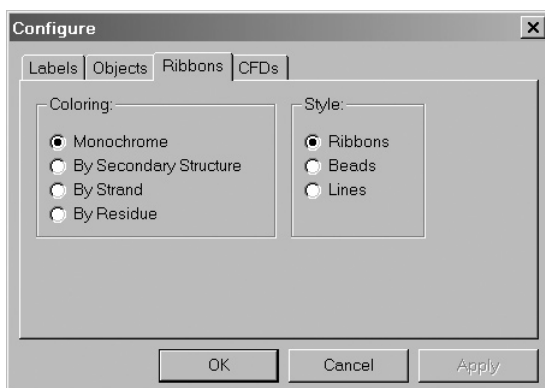 Configure
Labels Objects Ribbons CFDs
Coloring:
Monochrome
By Secondary Structure
By Strand
By Residue
Style:
Ribbons
Beads
Lines
OK Cancel Apply